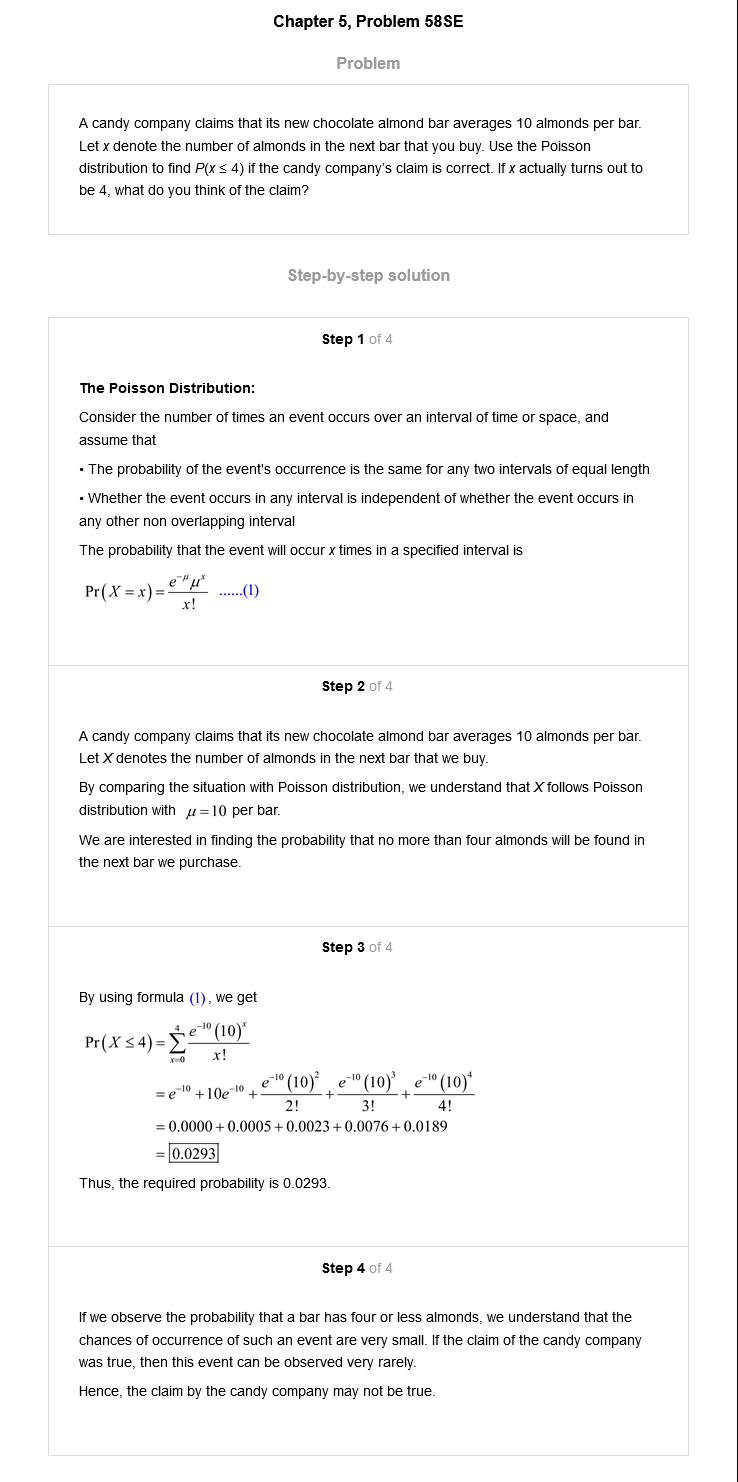 Chapter 5, Problem 58SE
Problem
A candy company claims that its new chocolate almond bar averages 10 almonds per bar.
Let x denote the number of almonds in the next bar that you buy. Use the Poisson
distribution to find P(x ≤ 4) if the candy company's claim is correct. If x actually turns out to
be 4, what do you think of the claim?
Step-by-step solution
Step 1 of 4
The Poisson Distribution:
Consider the number of times an event occurs over an interval of time or space, and
assume that
• The probability of the event's occurrence is the same for any two intervals of equal length
• Whether the event occurs in any interval is independent of whether the event occurs in
any other non overlapping interval
The probability that the event will occur x times in a specified interval is
Pr(X = x) = e^{-μ} μ^x / x! ......(1)
Step 2 of 4
A candy company claims that its new chocolate almond bar averages 10 almonds per bar.
Let X denotes the number of almonds in the next bar that we buy.
By comparing the situation with Poisson distribution, we understand that X follows Poisson
distribution with μ = 10 per bar.
We are interested in finding the probability that no more than four almonds will be found in
the next bar we purchase.
Step 3 of 4
By using formula (1), we get
Pr(X ≤ 4) = ∑_{x=0}^{4} e^{-10} (10)^x / x!
= e^{-10} + 10e^{-10} + e^{-10} (10)^2 / 2! + e^{-10} (10)^3 / 3! + e^{-10} (10)^4 / 4!
= 0.0000 + 0.0005 + 0.0023 + 0.0076 + 0.0189
= 0.0293
Thus, the required probability is 0.0293.
Step 4 of 4
If we observe the probability that a bar has four or less almonds, we understand that the
chances of occurrence of such an event are very small. If the claim of the candy company
was true, then this event can be observed very rarely.
Hence, the claim by the candy company may not be true.